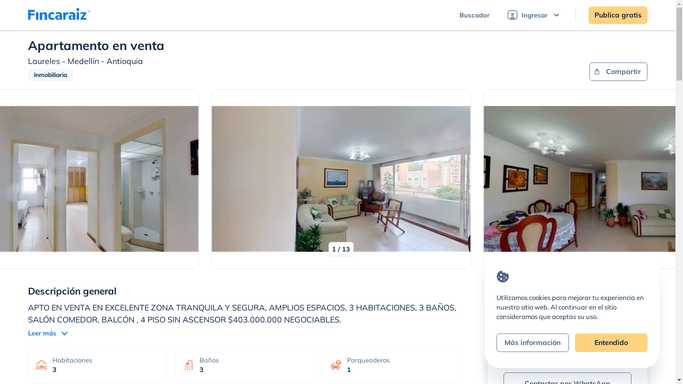 Fincaraiz
Buscador
Ingresar
Publica gratis
Apartamento en venta
Laureles - Medellín - Antioquia
Inmobiliaria
Compartir
1 / 13
Descripción general
APTO EN VENTA EN EXCELENTE ZONA TRANQUILA Y SEGURA, AMPLIOS ESPACIOS, 3 HABITACIONES, 3 BAÑOS,
SALÓN COMEDOR, BALCÓN , 4 PISO SIN ASCENSOR $403.000.000 NEGOCIABLES.
Leer más
Habitaciones
3
Baños
3
Parqueaderos
1
Utilizamos cookies para mejorar tu experiencia en
nuestro sitio web. Al continuar en el sitio
consideramos que aceptas su uso.
Más información
Entendido
Contactar por WhatsApp